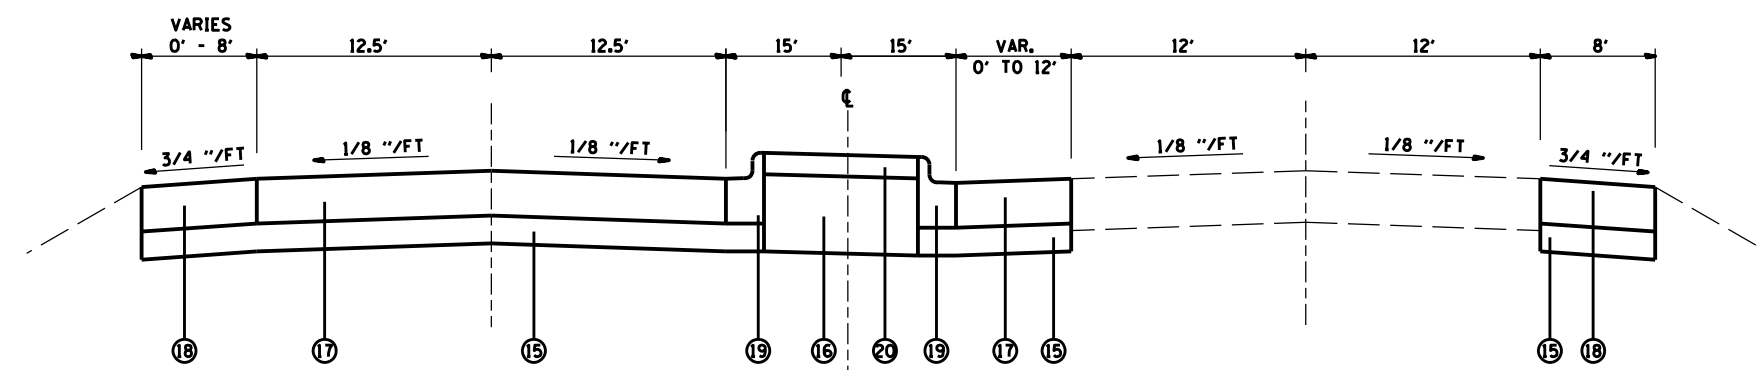 VARIES
0' - 8' 12.5' 12.5' 15' 15' VAR. 12' 12' 8'
0' TO 12'
℄
3/4 "/FT 1/8 "/FT 1/8 "/FT 1/8 "/FT 1/8 "/FT 3/4 "/FT
18 17 15 19 16 20 19 17 15 15 18